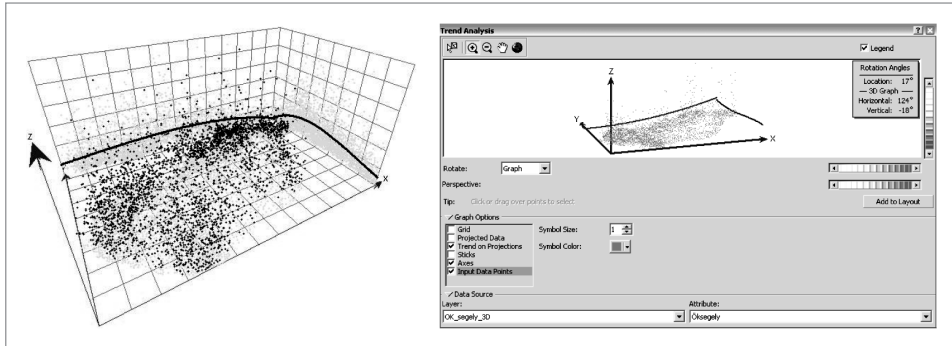 Z
X
Trend Analysis
Legend
Rotation Angles
Location: 17°
3D Graph
Horizontal: 124°
Vertical: -18°
Z
Y
X
Rotate: Graph
Perspective:
Tip: Click or drag over points to select
Add to Layout
Graph Options
Grid
Projected Data
Trend on Projections
Sticks
Axes
Input Data Points
Symbol Size: 1
Symbol Color:
Data Source
Layer: Attribute:
OK_segely_3D Öksegely